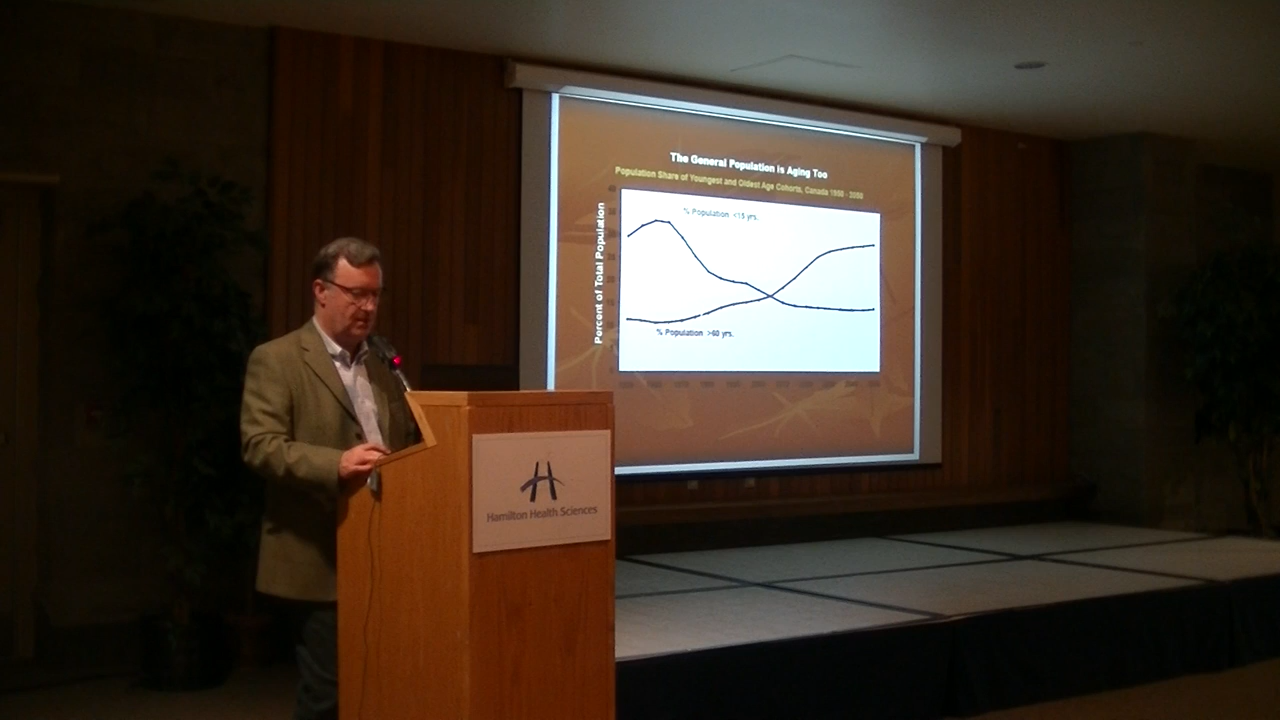 The General Population is Aging Too
Population Share of Youngest and Oldest Age Cohorts, Canada 1950 - 2050
Percent of Total Population
% Population <15 yrs.
% Population >60 yrs.
Hamilton Health Sciences